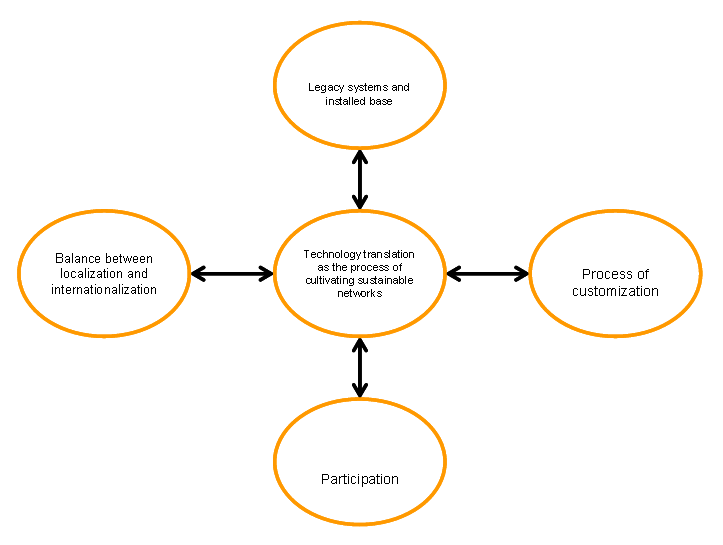 Legacy systems and
installed base
Balance between
localization and
internationalization
Technology translation
as the process of
cultivating sustainable
networks
Process of
customization
Participation